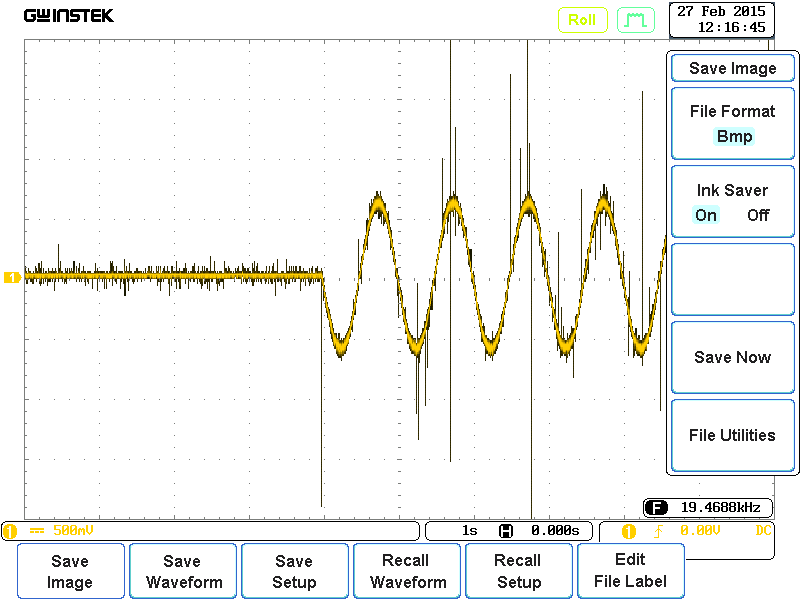 GWINSTEK
Roll
27 Feb 2015
12:16:45
Save Image
File Format
Bmp
Ink Saver
On Off
1
Save Now
File Utilities
F 19.4688kHz
1 500mV
1s H 0.000s
1 0.00V DC
Save
Image
Save
Waveform
Save
Setup
Recall
Waveform
Recall
Setup
Edit
File Label